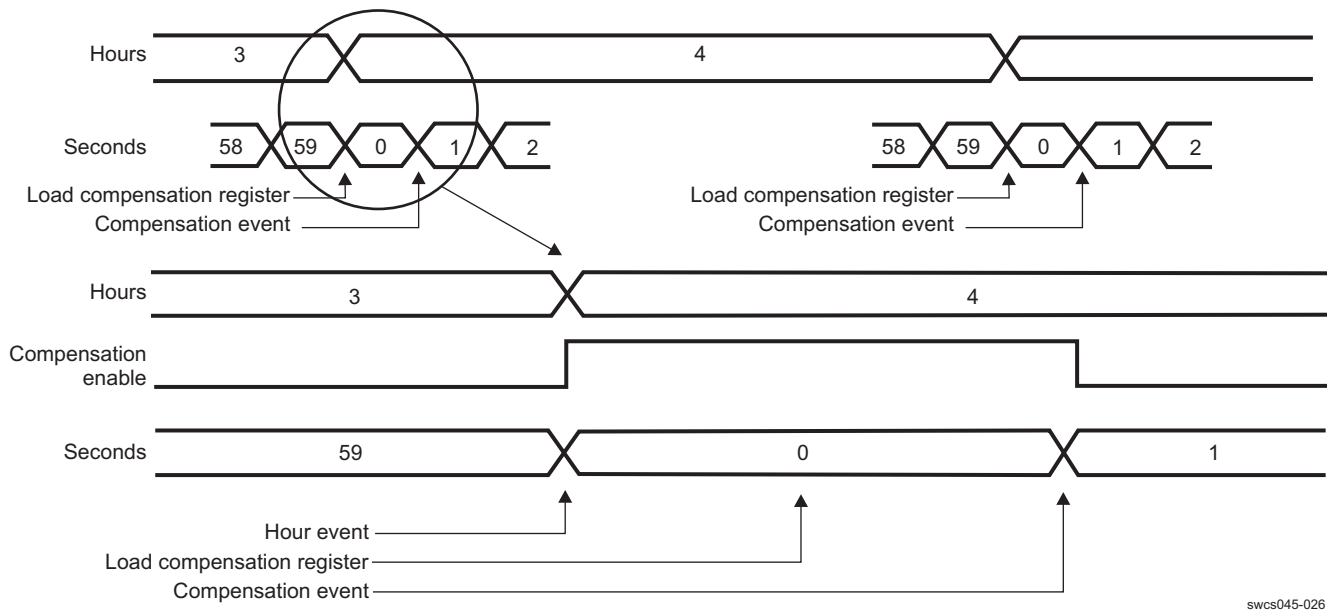 Hours 3 4
Seconds 58 59 0 1 2 58 59 0 1 2
Load compensation register Load compensation register
Compensation event Compensation event
Hours 3 4
Compensation
enable
Seconds 59 0 1
Hour event
Load compensation register
Compensation event
swcs045-026